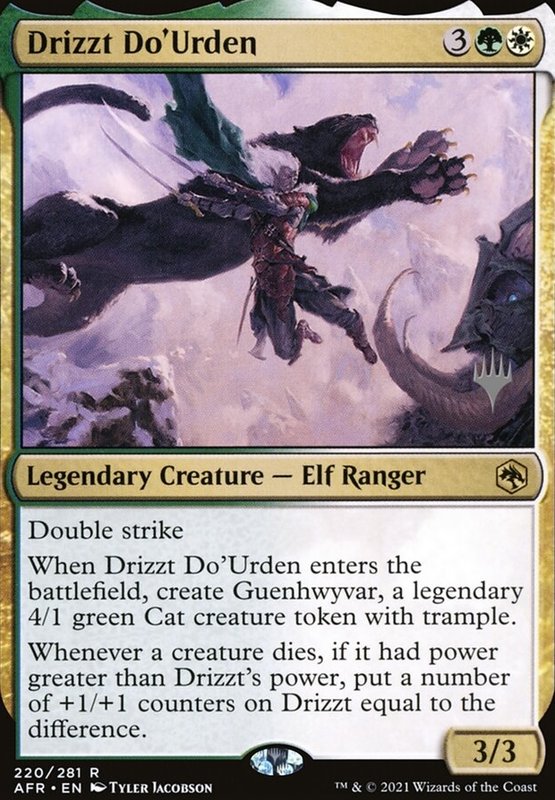 Drizzt Do'Urden 3
Legendary Creature — Elf Ranger
Double strike
When Drizzt Do'Urden enters the
battlefield, create Guenhwyvar, a legendary
4/1 green Cat creature token with trample.
Whenever a creature dies, if it had power
greater than Drizzt's power, put a number
of +1/+1 counters on Drizzt equal to the
difference.
3/3
220/281 R
AFR • EN Tyler Jacobson
™ & © 2021 Wizards of the Coast